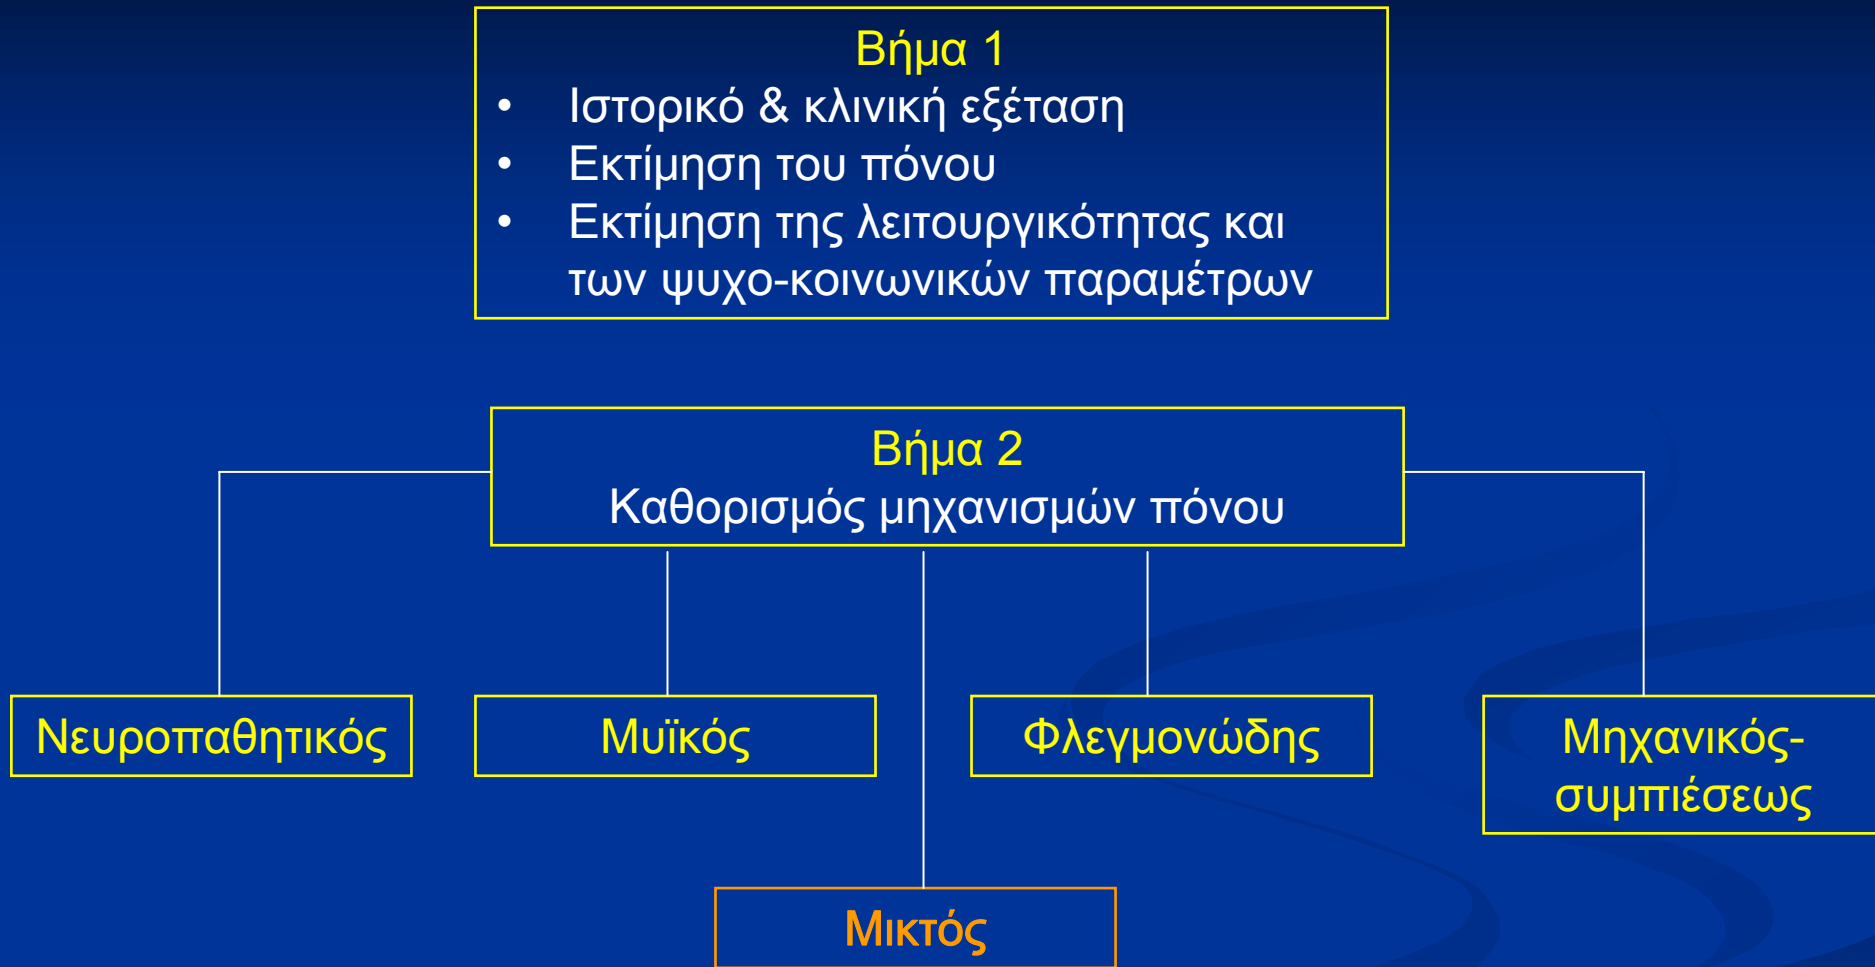 Βήμα 1
• Ιστορικό & κλινική εξέταση
• Εκτίμηση του πόνου
• Εκτίμηση της λειτουργικότητας και
των ψυχο-κοινωνικών παραμέτρων
Βήμα 2
Καθορισμός μηχανισμών πόνου
Νευροπαθητικός
Μυϊκός
Φλεγμονώδης
Μηχανικός-
συμπιέσεως
Μικτός